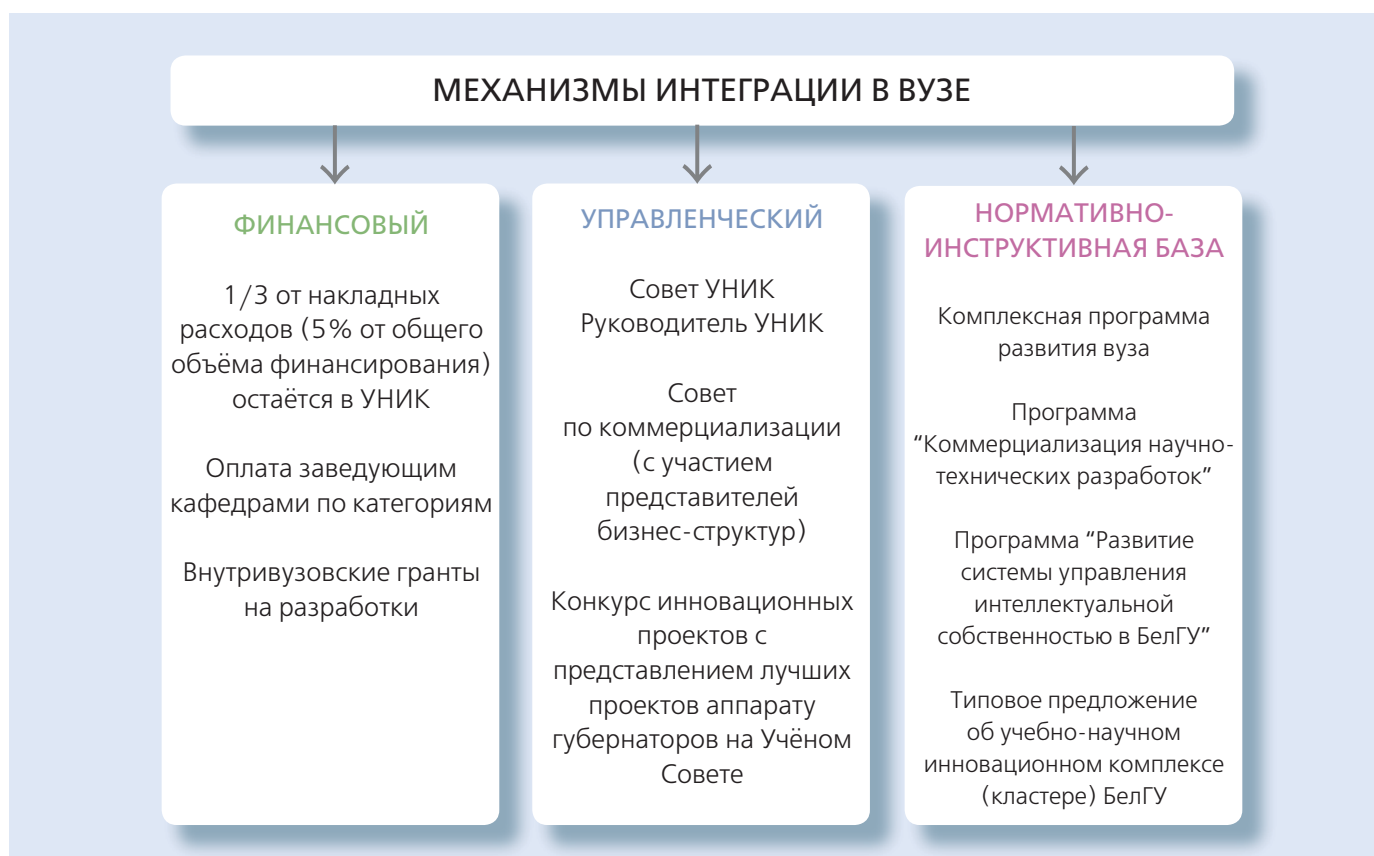 МЕХАНИЗМЫ ИНТЕГРАЦИИ В ВУЗЕ
ФИНАНСОВЫЙ
1/3 от накладных
расходов (5% от общего
объёма финансирования)
остаётся в УНИК
Оплата заведующим
кафедрами по категориям
Внутривузовские гранты
на разработки
УПРАВЛЕНЧЕСКИЙ
Совет УНИК
Руководитель УНИК
Совет
по коммерциализации
(с участием
представителей
бизнес-структур)
Конкурс инновационных
проектов с
представлением лучших
проектов аппарату
губернаторов на Учёном
Совете
НОРМАТИВНО-
ИНСТРУКТИВНАЯ БАЗА
Комплексная программа
развития вуза
Программа
“Коммерциализация научно-
технических разработок”
Программа “Развитие
системы управления
интеллектуальной
собственностью в БелГУ”
Типовое предложение
об учебно-научном
инновационном комплексе
(кластере) БелГУ